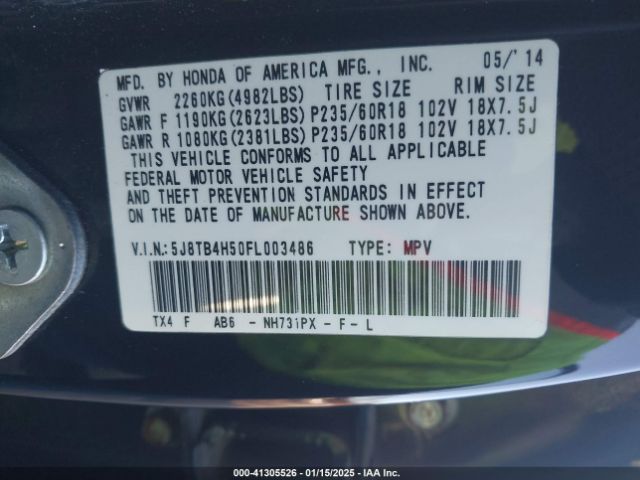 MFD. BY HONDA OF AMERICA MFG., INC. 05/'14
GVWR 2260KG(4982LBS) TIRE SIZE RIM SIZE
GAWR F 1190KG(2623LBS) P235/60R18 102V 18X7.5J
GAWR R 1080KG(2381LBS) P235/60R18 102V 18X7.5J
THIS VEHICLE CONFORMS TO ALL APPLICABLE
FEDERAL MOTOR VEHICLE SAFETY
AND THEFT PREVENTION STANDARDS IN EFFECT
ON THE DATE OF MANUFACTURE SHOWN ABOVE.
V.I.N.:5J8TB4H50FL003486 TYPE: MPV
TX4 F AB6 - NH731PX - F - L
000-41305526 - 01/15/2025 - IAA Inc.